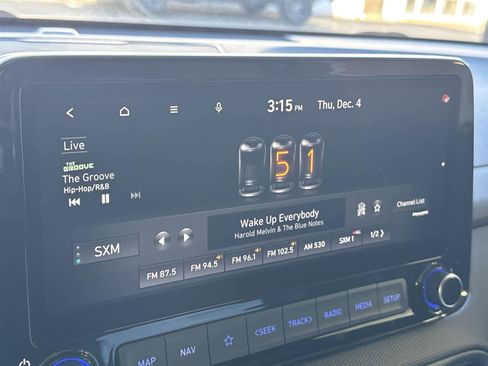 3:15 PM Thu, Dec. 4
Live
THE GROOVE
The Groove
Hip-Hop/R&B
51
Wake Up Everybody
Harold Melvin & The Blue Notes
Channel List
SXM
FM 87.5 FM 94.5 FM 96.1 FM 102.5 AM 530 SXM 1 1/2 >
MAP NAV <SEEK TRACK> RADIO MEDIA SETUP